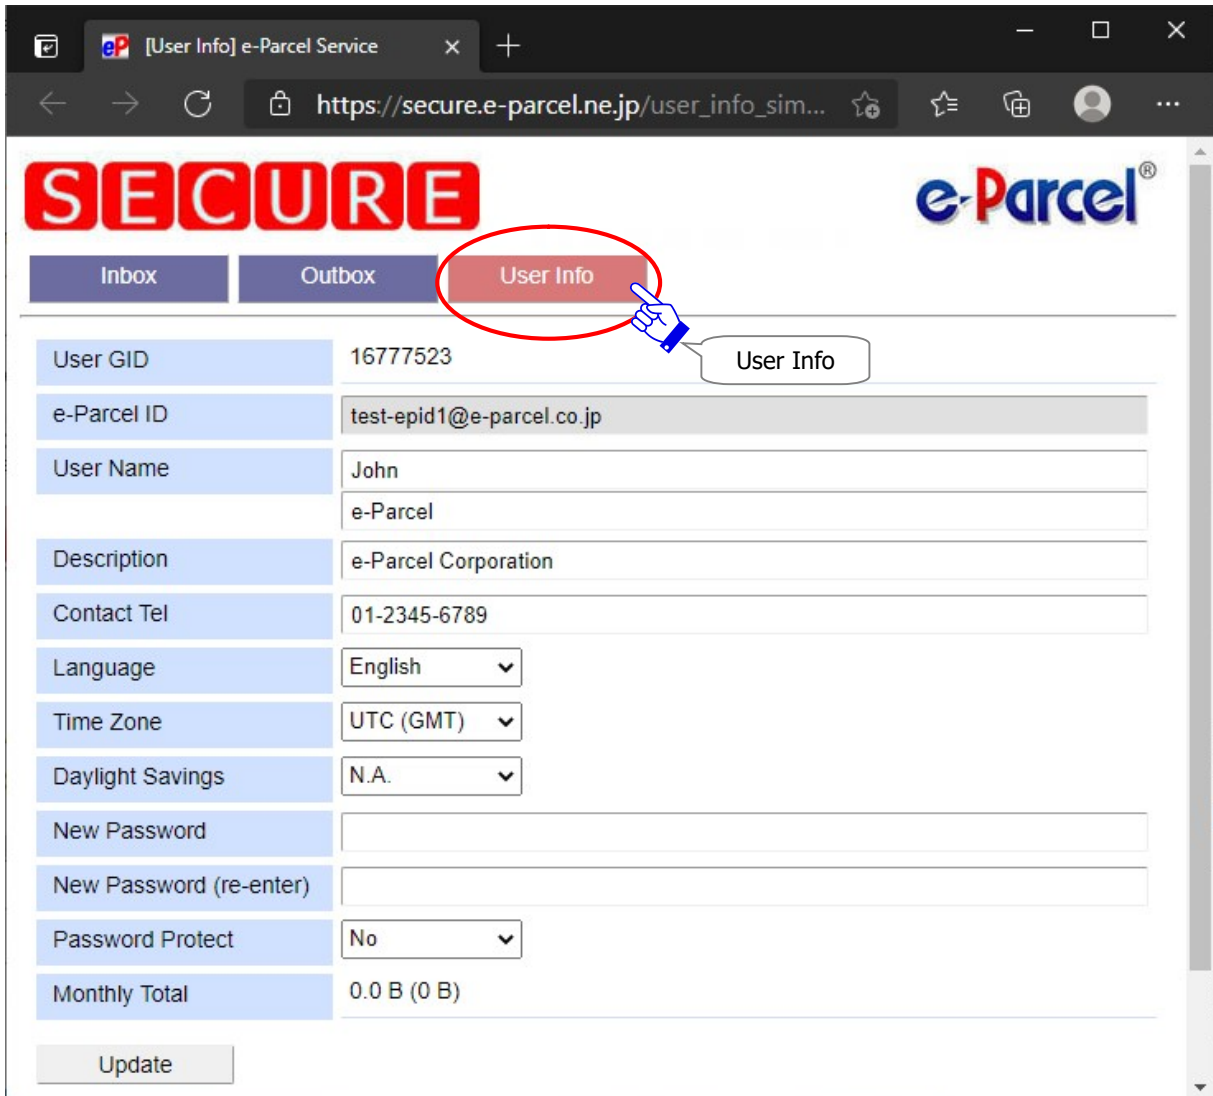 [User Info] e-Parcel Service
https://secure.e-parcel.ne.jp/user_info_sim...
SECURE
e-Parcel®
Inbox Outbox User Info
User Info
User GID 16777523
e-Parcel ID test-epid1@e-parcel.co.jp
User Name John
e-Parcel
Description e-Parcel Corporation
Contact Tel 01-2345-6789
Language English
Time Zone UTC (GMT)
Daylight Savings N.A.
New Password
New Password (re-enter)
Password Protect No
Monthly Total 0.0 B (0 B)
Update